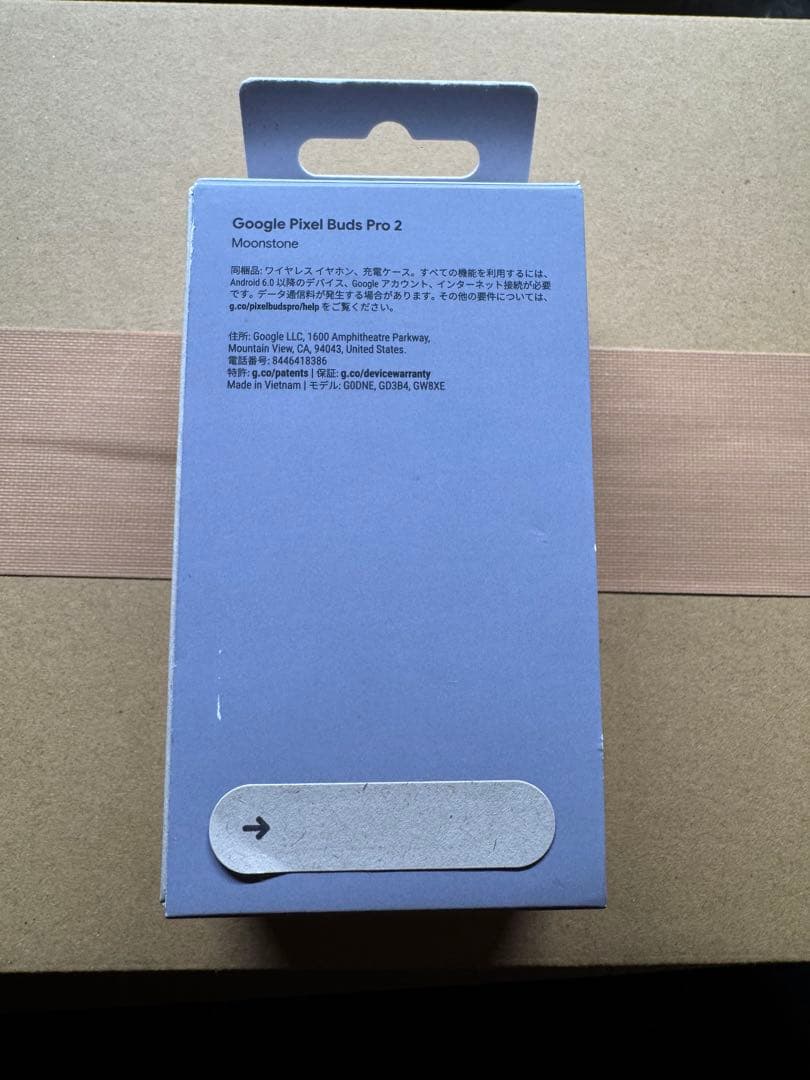 Google Pixel Buds Pro 2
Moonstone
同梱品: ワイヤレス イヤホン、充電ケース。すべての機能を利用するには、
Android 6.0 以降のデバイス、Google アカウント、インターネット接続が必要
です。データ通信料が発生する場合があります。その他の要件については、
g.co/pixelbudspro/help をご覧ください。
住所: Google LLC, 1600 Amphitheatre Parkway,
Mountain View, CA, 94043, United States.
電話番号: 8446418386
特許: g.co/patents | 保証: g.co/devicewarranty
Made in Vietnam | モデル: G0DNE, GD3B4, GW8XE